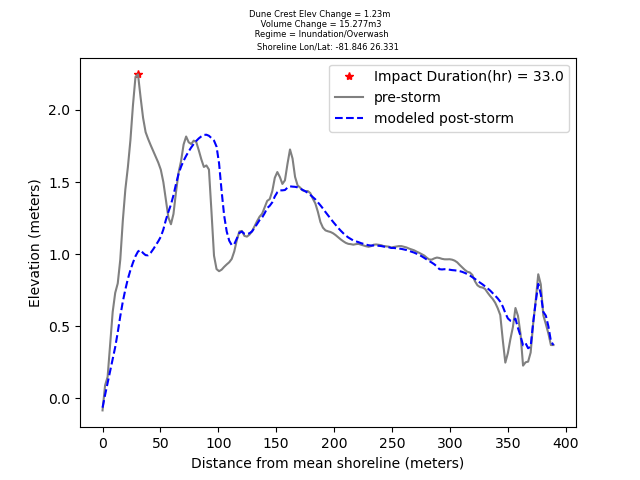 Dune Crest Elev Change = 1.23m
Volume Change = 15.277m3
Regime = Inundation/Overwash
Shoreline Lon/Lat: -81.846 26.331
Impact Duration(hr) = 33.0
pre-storm
modeled post-storm
Elevation (meters)
2.0
1.5
1.0
0.5
0.0
0 50 100 150 200 250 300 350 400
Distance from mean shoreline (meters)